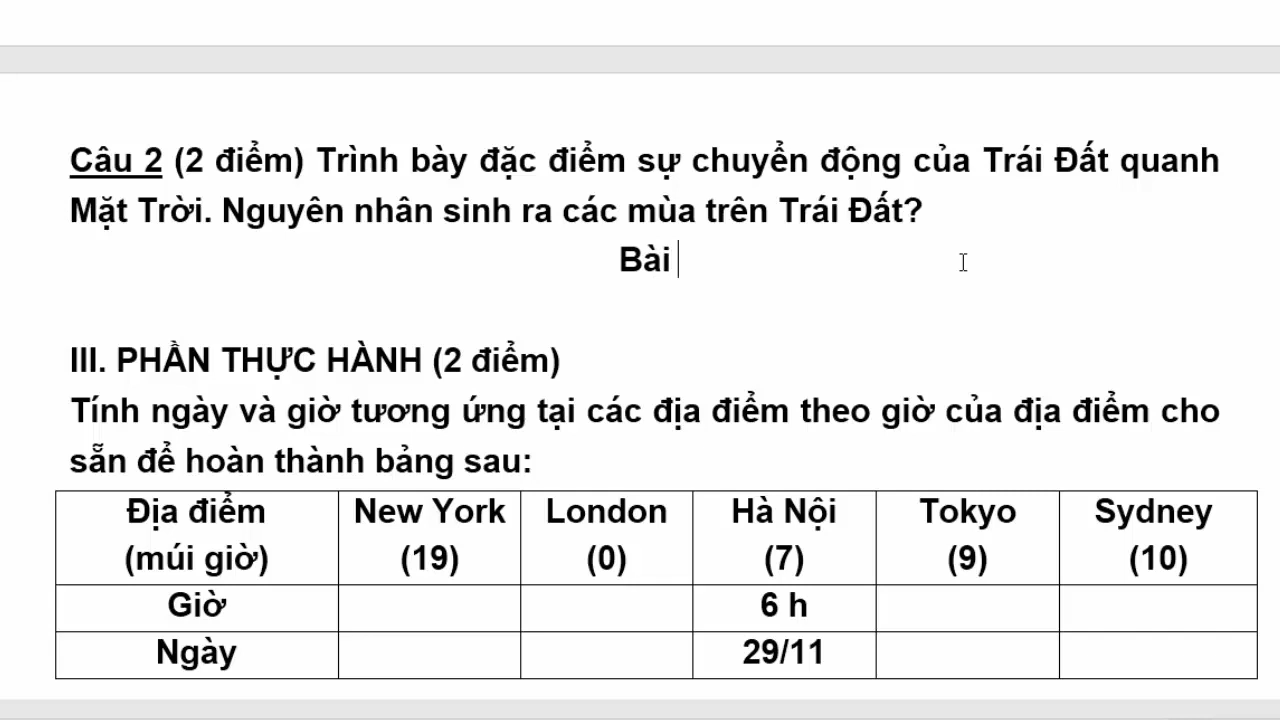 Câu 2 (2 điểm) Trình bày đặc điểm sự chuyển động của Trái Đất quanh
Mặt Trời. Nguyên nhân sinh ra các mùa trên Trái Đất?
Bài
III. PHẦN THỰC HÀNH (2 điểm)
Tính ngày và giờ tương ứng tại các địa điểm theo giờ của địa điểm cho
sẵn để hoàn thành bảng sau:
Địa điểm New York London Hà Nội Tokyo Sydney
(múi giờ) (19) (0) (7) (9) (10)
Giờ 6 h
Ngày 29/11